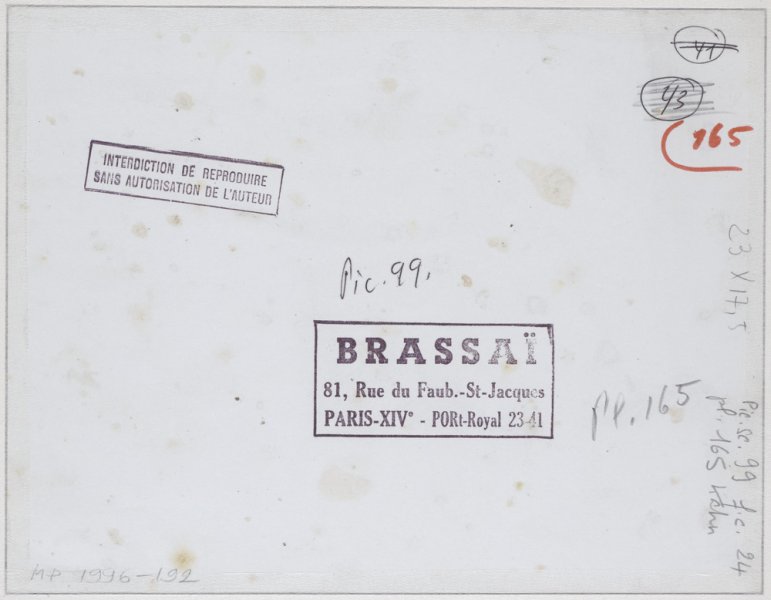 41
43
165
INTERDICTION DE REPRODUIRE
SANS AUTORISATION DE L'AUTEUR
23 X 17,5
Pic. 99.
BRASSAÏ
81, Rue du Faub.-St-Jacques
PARIS-XIV° - PORt-Royal 23-41
pl. 165
Pic. sc. 99 f.c. 24
pl. 165 Kahn
MP 1996-192